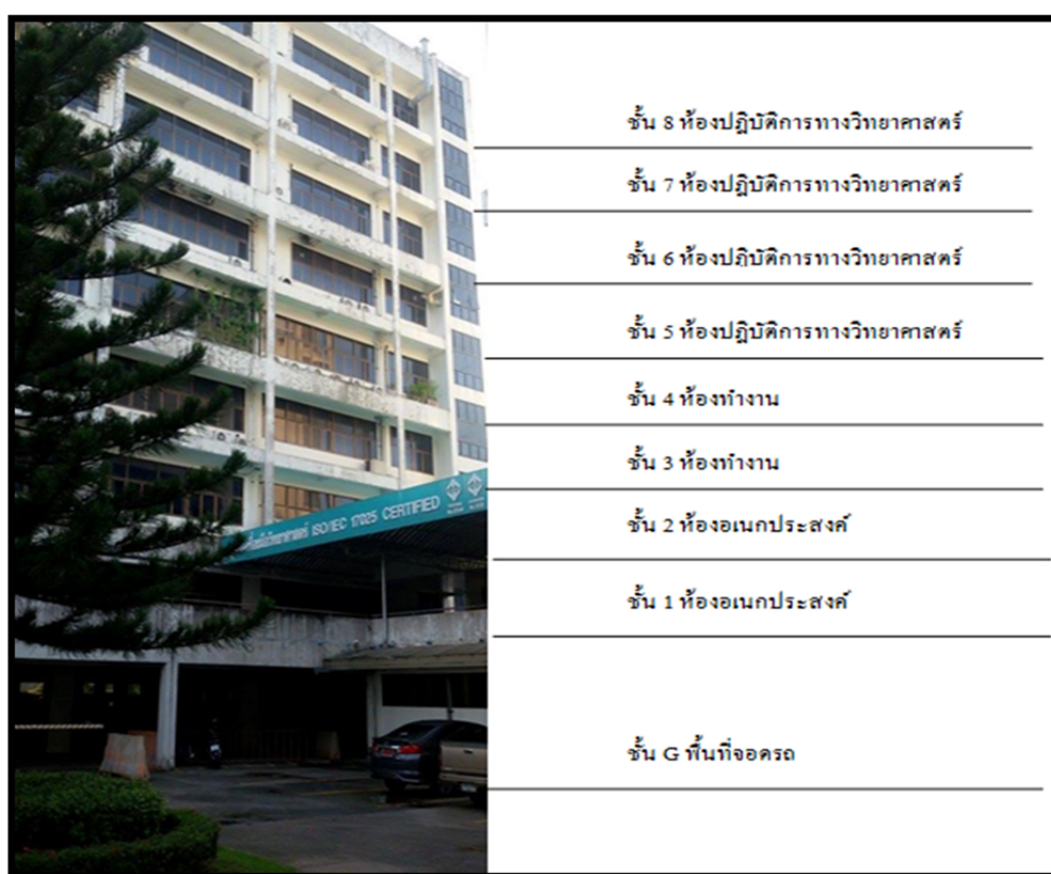 ชั้น 8 ห้องปฏิบัติการทางวิทยาศาสตร์
ชั้น 7 ห้องปฏิบัติการทางวิทยาศาสตร์
ชั้น 6 ห้องปฏิบัติการทางวิทยาศาสตร์
ชั้น 5 ห้องปฏิบัติการทางวิทยาศาสตร์
ชั้น 4 ห้องทำงาน
ชั้น 3 ห้องทำงาน
ISO/IEC 17025 CERTIFIED
ชั้น 2 ห้องอเนกประสงค์
ชั้น 1 ห้องอเนกประสงค์
ชั้น G พื้นที่จอดรถ